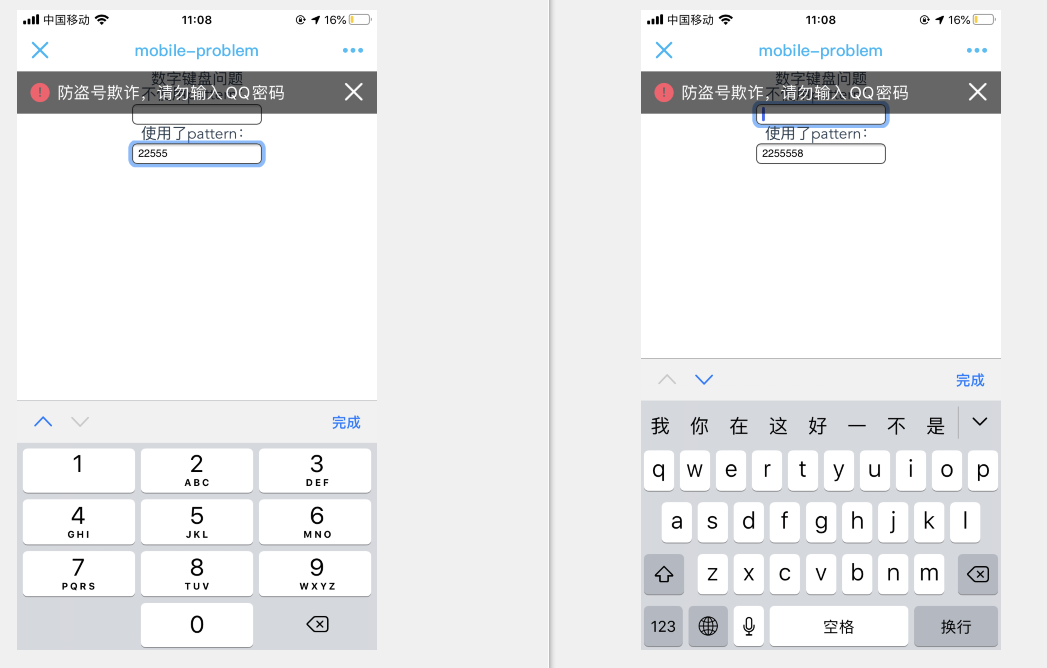 中国移动 11:08 16%
mobile-problem
数字键盘问题
防盗号欺诈，请勿输入QQ密码
使用了pattern：
22555
完成
1 2 3
ABC DEF
4 5 6
GHI JKL MNO
7 8 9
PQRS TUV WXYZ
0
中国移动 11:08 16%
mobile-problem
数字键盘问题
防盗号欺诈，请勿输入QQ密码
使用了pattern：
2255558
完成
我 你 在 这 好 一 不 是
q w e r t y u i o p
a s d f g h j k l
z x c v b n m
123 空格 换行